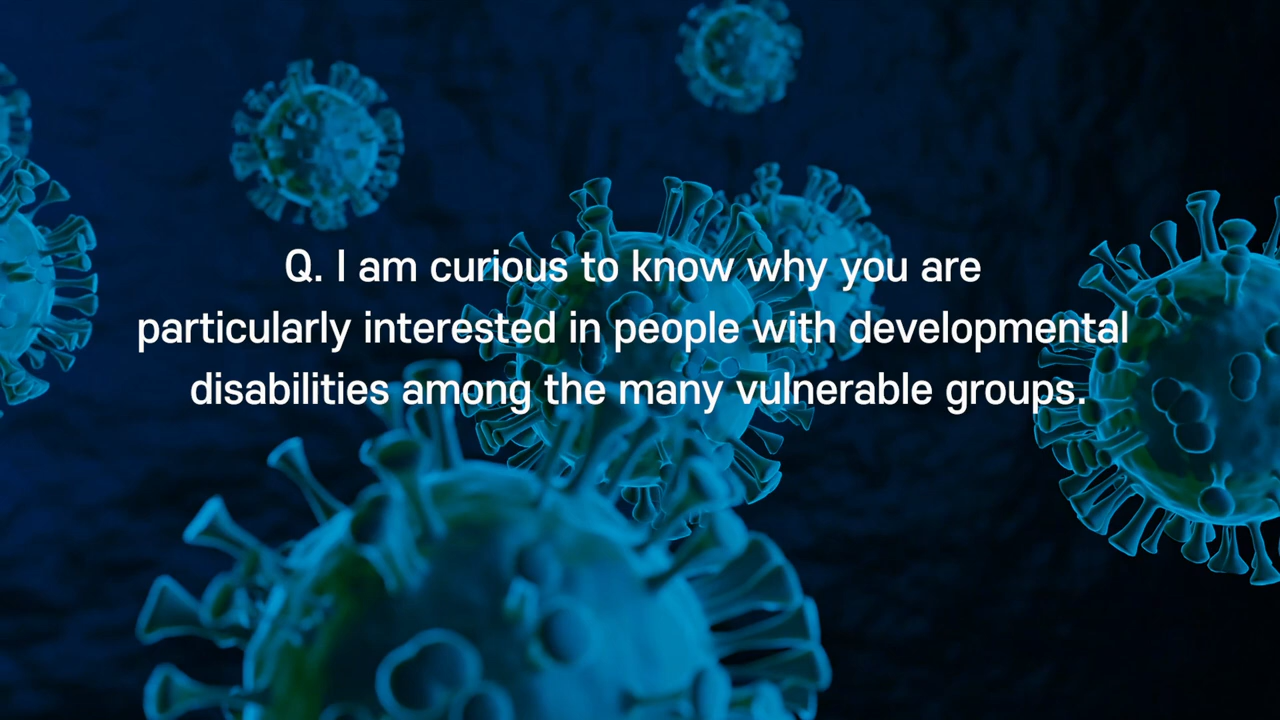 Q. I am curious to know why you are
particularly interested in people with developmental
disabilities among the many vulnerable groups.